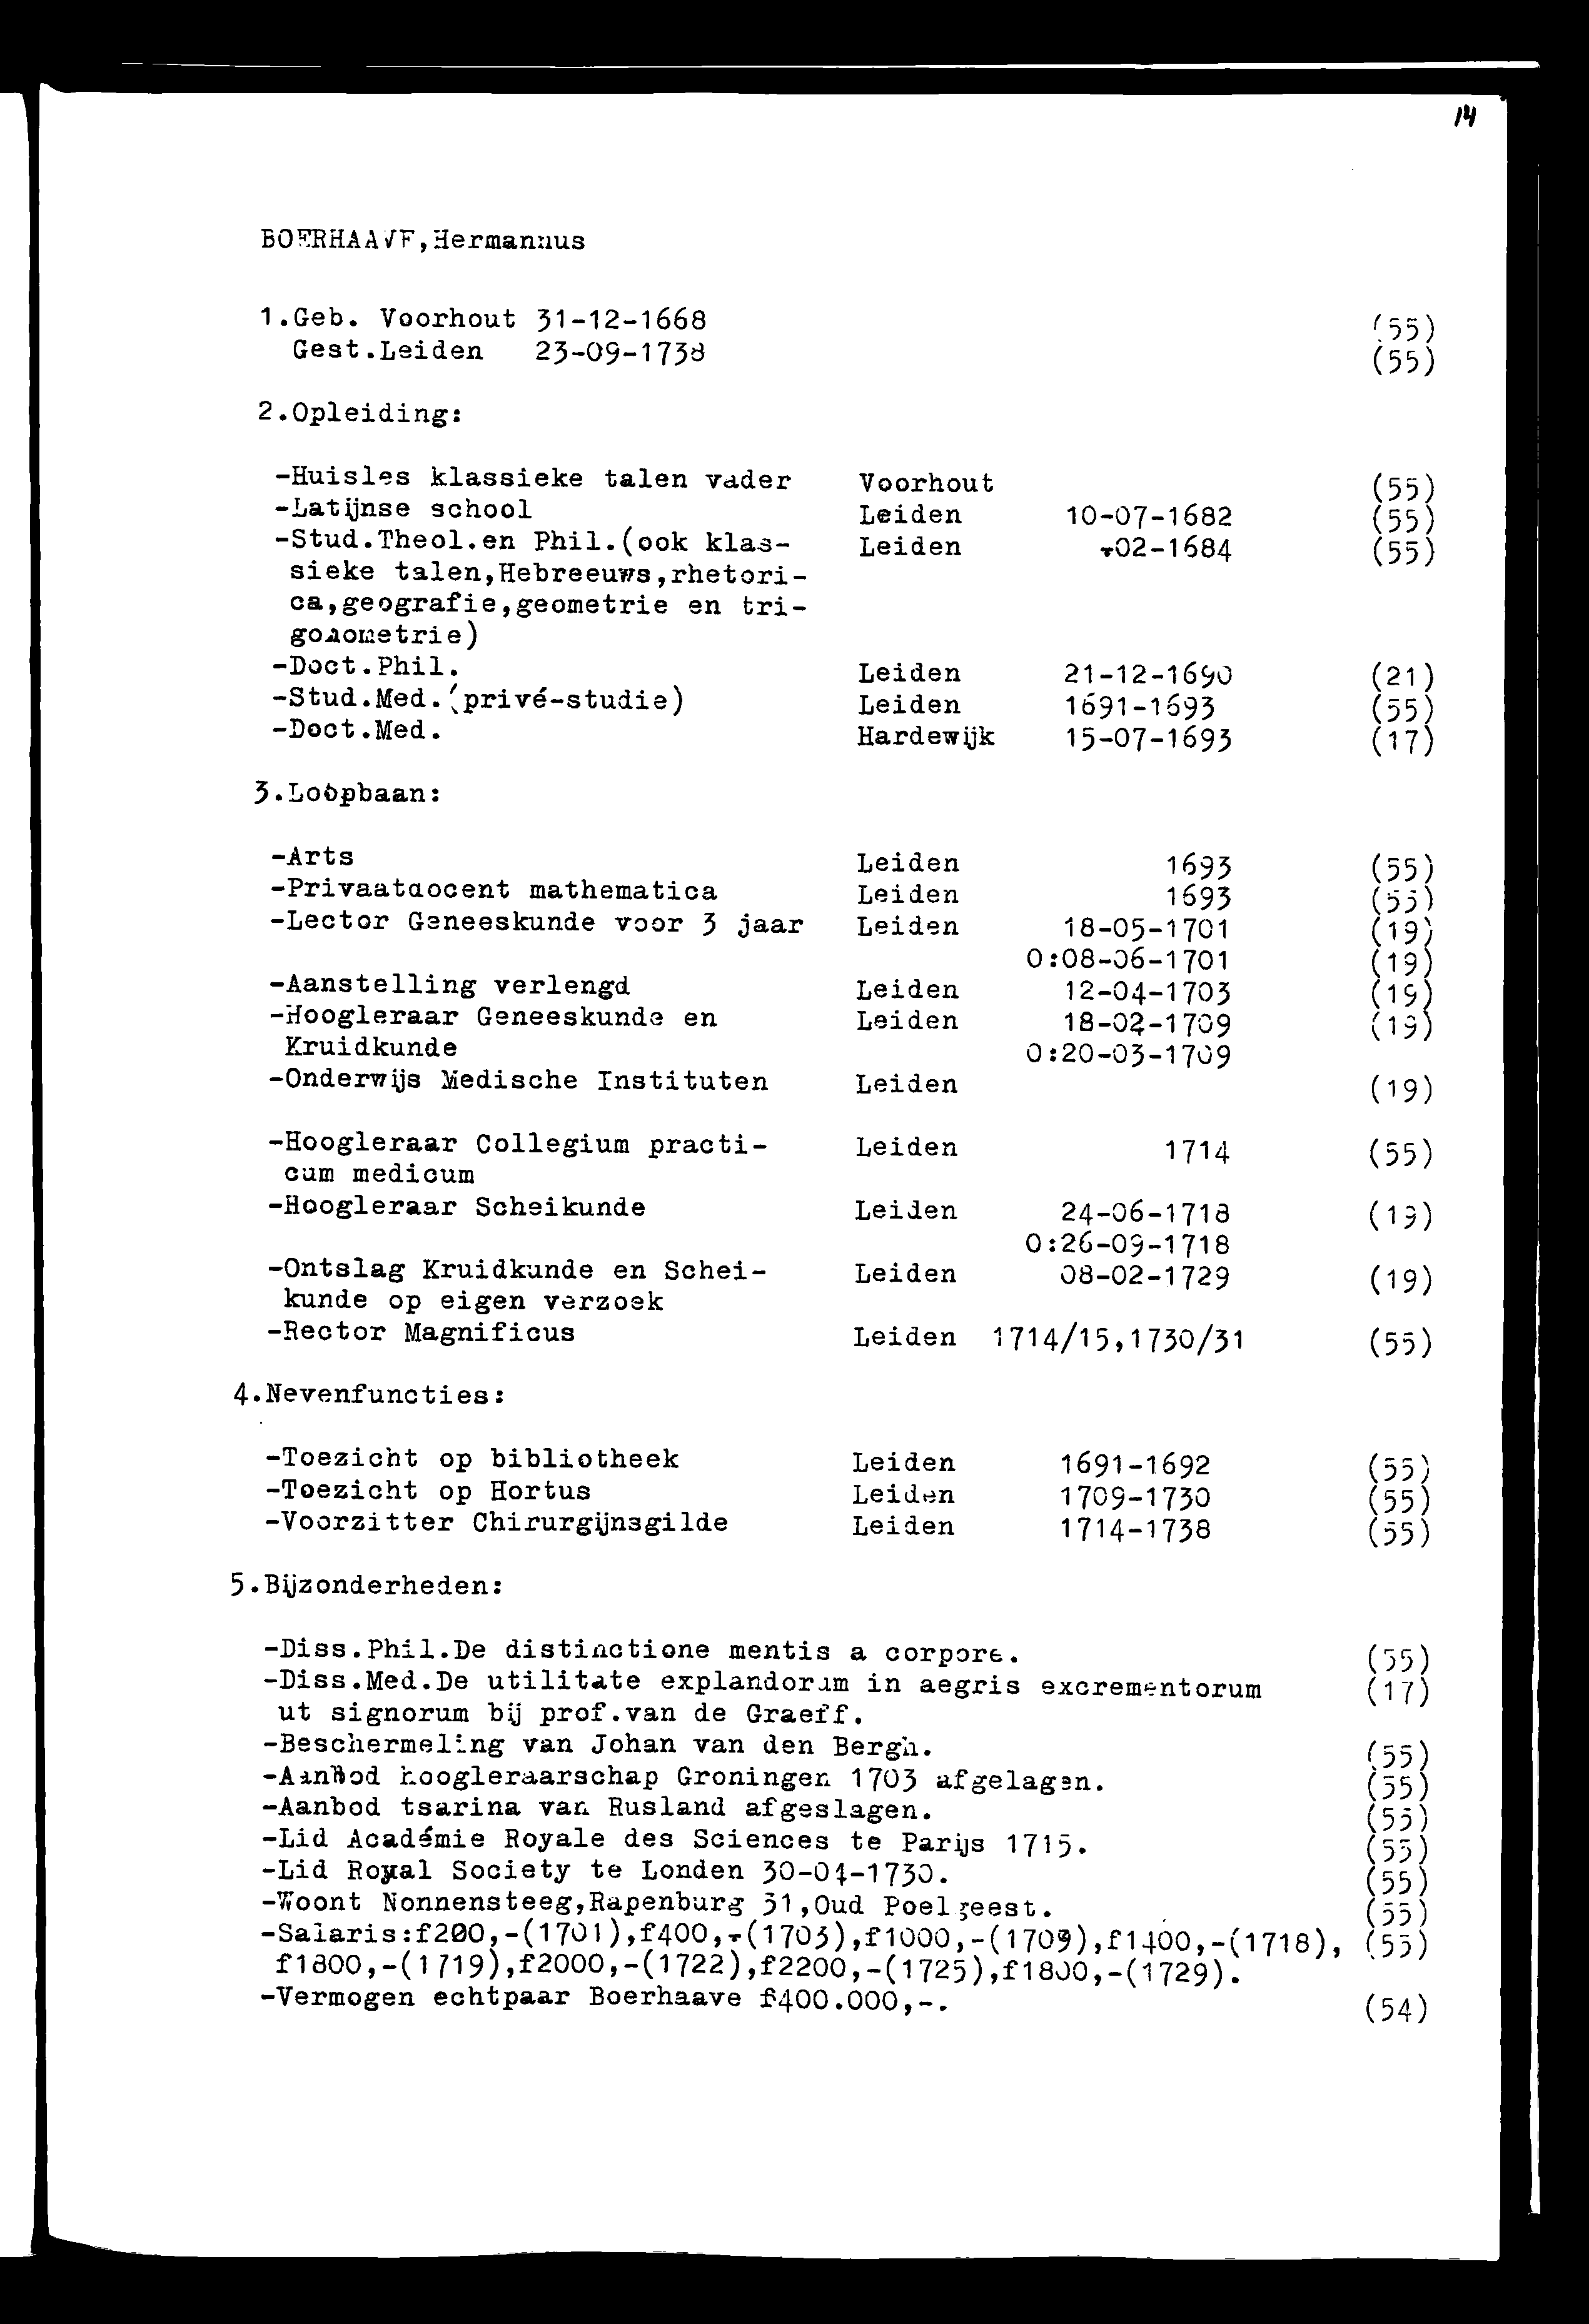 14
BOERHAAVE,Hermannus
1.Geb. Voorhout 31-12-1668 (55)
Gest.Leiden 23-09-1738 (55)
2.Opleiding:
-Huisles klassieke talen vader Voorhout (55)
-Latijnse school Leiden 10-07-1682 (55)
-Stud.Theol.en Phil.(ook klas- Leiden 02-1684 (55)
sieke talen,Hebreeuws,rhetori-
ca,geografie,geometrie en tri-
gonometrie)
-Doct.Phil. Leiden 21-12-1690 (21)
-Stud.Med.(privé-studie) Leiden 1691-1693 (55)
-Doct.Med. Hardewijk 15-07-1693 (17)
3.Loopbaan:
-Arts Leiden 1693 (55)
-Privaatdocent mathematica Leiden 1693 (55)
-Lector Geneeskunde voor 3 jaar Leiden 18-05-1701 (19)
O:08-06-1701 (19)
-Aanstelling verlengd Leiden 12-04-1703 (19)
-Hoogleraar Geneeskunde en Leiden 18-02-1709 (19)
Kruidkunde O:20-03-1709
-Onderwijs Medische Instituten Leiden (19)
-Hoogleraar Collegium practi- Leiden 1714 (55)
cum medicum
-Hoogleraar Scheikunde Leiden 24-06-1718 (19)
O:26-09-1718
-Ontslag Kruidkunde en Schei- Leiden 08-02-1729 (19)
kunde op eigen verzoek
-Rector Magnificus Leiden 1714/15,1730/31 (55)
4.Nevenfuncties:
-Toezicht op bibliotheek Leiden 1691-1692 (55)
-Toezicht op Hortus Leiden 1709-1730 (55)
-Voorzitter Chirurgijnsgilde Leiden 1714-1738 (55)
5.Bijzonderheden:
-Diss.Phil.De distinctione mentis a corpore. (55)
-Diss.Med.De utilitate explandorum in aegris excrementorum (17)
ut signorum bij prof.van de Graeff.
-Beschermeling van Johan van den Bergh. (55)
-Aanbod hoogleraarschap Groningen 1703 afgelagen. (55)
-Aanbod tsarina van Rusland afgeslagen. (55)
-Lid Académie Royale des Sciences te Parijs 1715. (55)
-Lid Royal Society te Londen 30-04-1730. (55)
-Woont Nonnensteeg,Rapenburg 31,Oud Poelgeest. (55)
-Salaris:f200,-(1701),f400,-(1703),f1000,-(1709),f1400,-(1718), (55)
f1800,-(1719),f2000,-(1722),f2200,-(1725),f1800,-(1729).
-Vermogen echtpaar Boerhaave f400.000,-. (54)